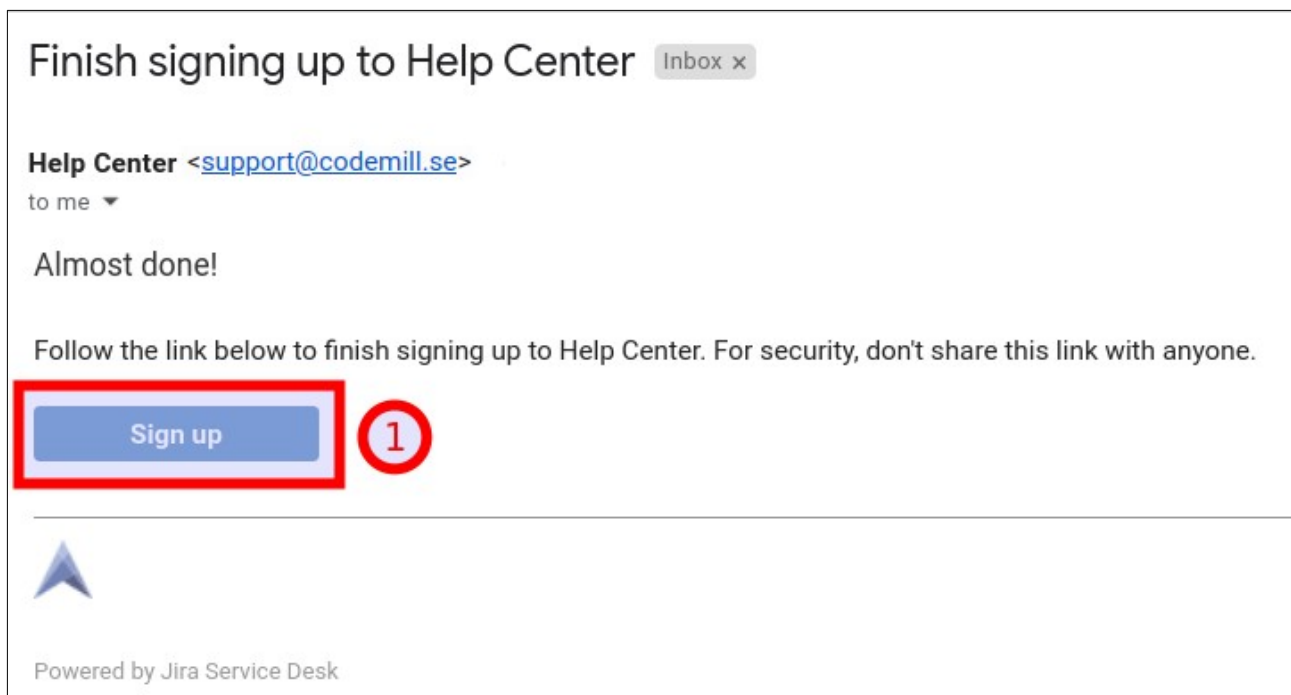 Finish signing up to Help Center Inbox x
Help Center <support@codemill.se>
to me
Almost done!
Follow the link below to finish signing up to Help Center. For security, don't share this link with anyone.
Sign up 1
Powered by Jira Service Desk